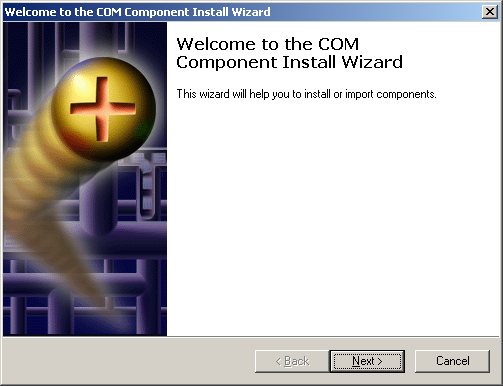 Welcome to the COM Component Install Wizard
Welcome to the COM
Component Install Wizard
This wizard will help you to install or import components.
< Back
Next >
Cancel